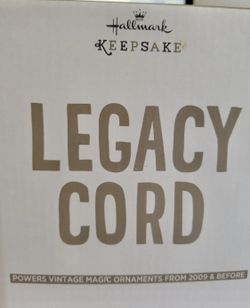 Hallmark
KEEPSAKE
LEGACY
CORD
POWERS VINTAGE MAGIC ORNAMENTS FROM 2009 & BEFORE